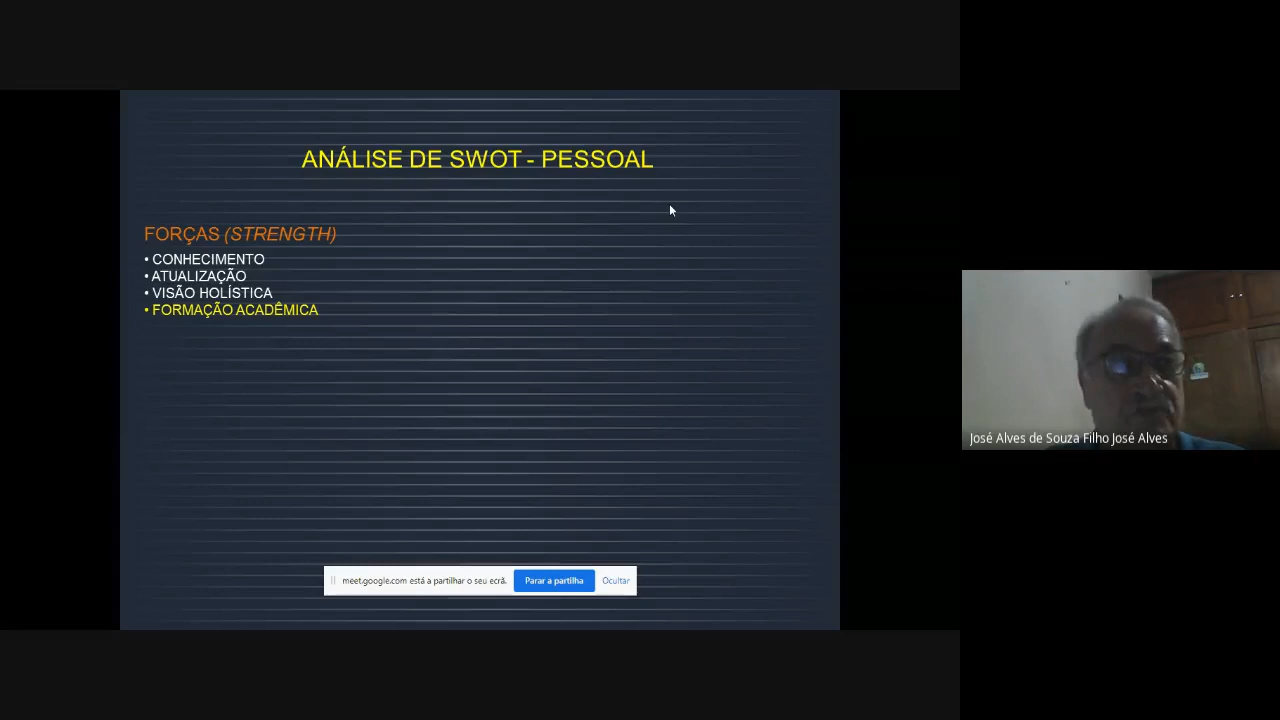 ANÁLISE DE SWOT - PESSOAL
FORÇAS (STRENGTH)
• CONHECIMENTO
• ATUALIZAÇÃO
• VISÃO HOLÍSTICA
• FORMAÇÃO ACADÊMICA
meet.google.com está a partilhar o seu ecrã. Parar a partilha Ocultar
José Alves de Souza Filho José Alves